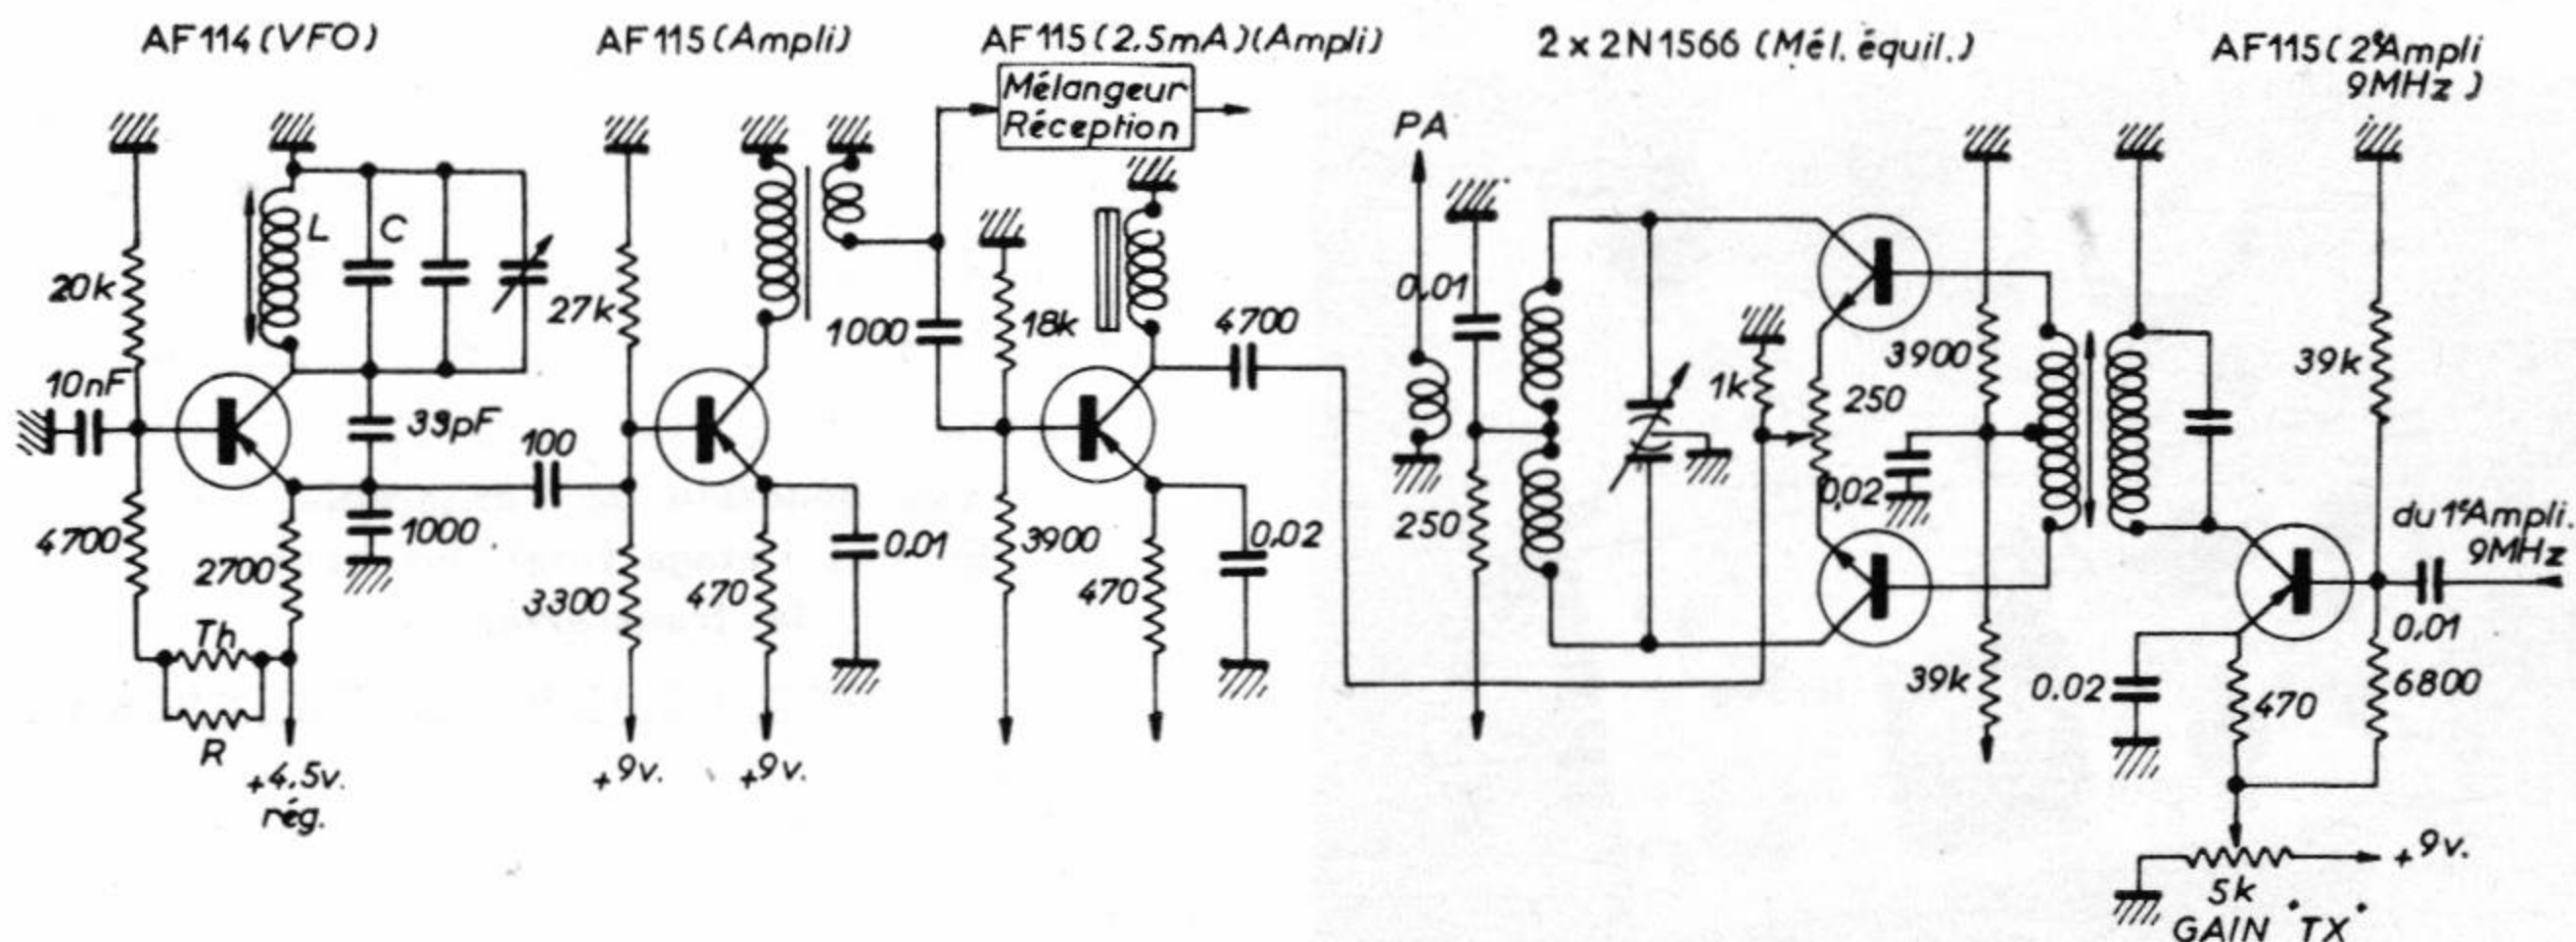 AF114 (VFO)
AF115 (Ampli)
AF115 (2.5mA) (Ampli)
2 x 2N1566 (Mél. équil.)
AF115 (2e Ampli
9MHz)
Mélangeur
Réception
PA
L
C
20k
27k
10nF
39pF
100
1000
18k
4700
0.01
1k
3900
250
39k
4700
2700
1000
3300
470
0.01
3900
470
0.02
250
0.02
39k
0.02
470
du 1e Ampli.
9MHz
0.01
6800
Th
R
+4.5v.
rég.
+9v.
+9v.
+9v.
5k
GAIN "TX"